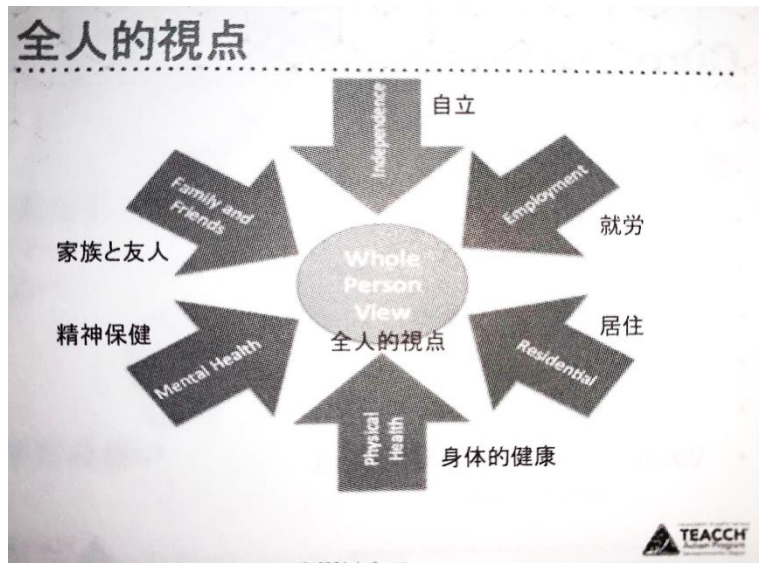 全人的視点
Independence
自立
Family and
Friends
Employment
家族と友人
就労
Whole
Person
View
全人的視点
精神保健
居住
Mental Health
Residential
Physical
Health
身体的健康
TEACCH
Autism Program